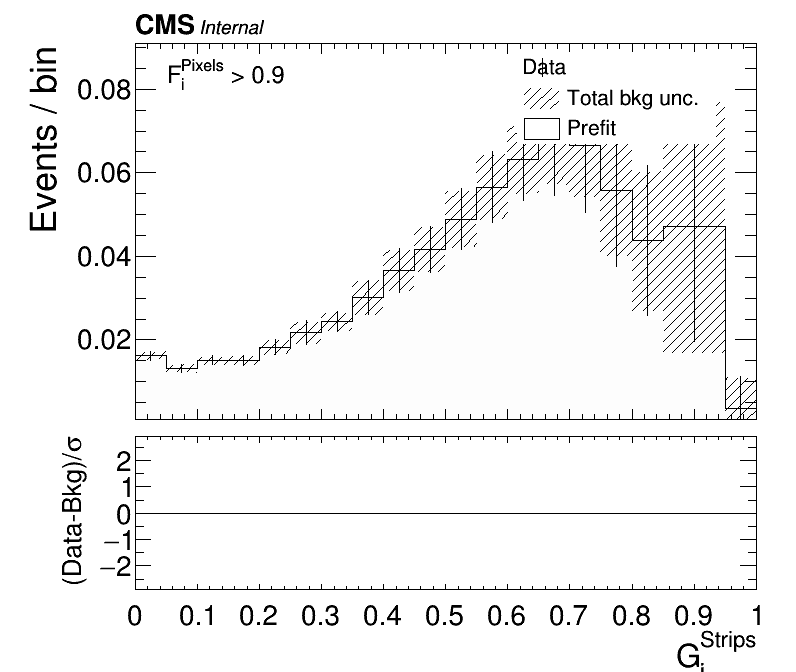 CMS Internal
F_i^Pixels > 0.9
Data
Total bkg unc.
Prefit
Events / bin
0.08
0.06
0.04
0.02
(Data-Bkg)/σ
2
1
0
−1
−2
0 0.1 0.2 0.3 0.4 0.5 0.6 0.7 0.8 0.9 1
G_i^Strips